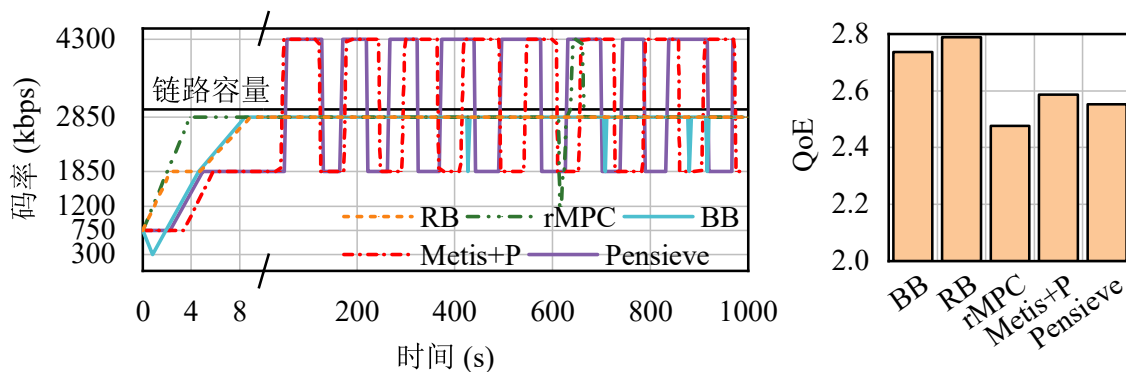 4300
2850
1850
1200
750
300
码率 (kbps)
链路容量
RB
rMPC
BB
Metis+P
Pensieve
0
4
8
200
400
600
800
1000
时间 (s)
2.8
2.6
2.4
2.2
2.0
QoE
BB
RB
rMPC
Metis+P
Pensieve